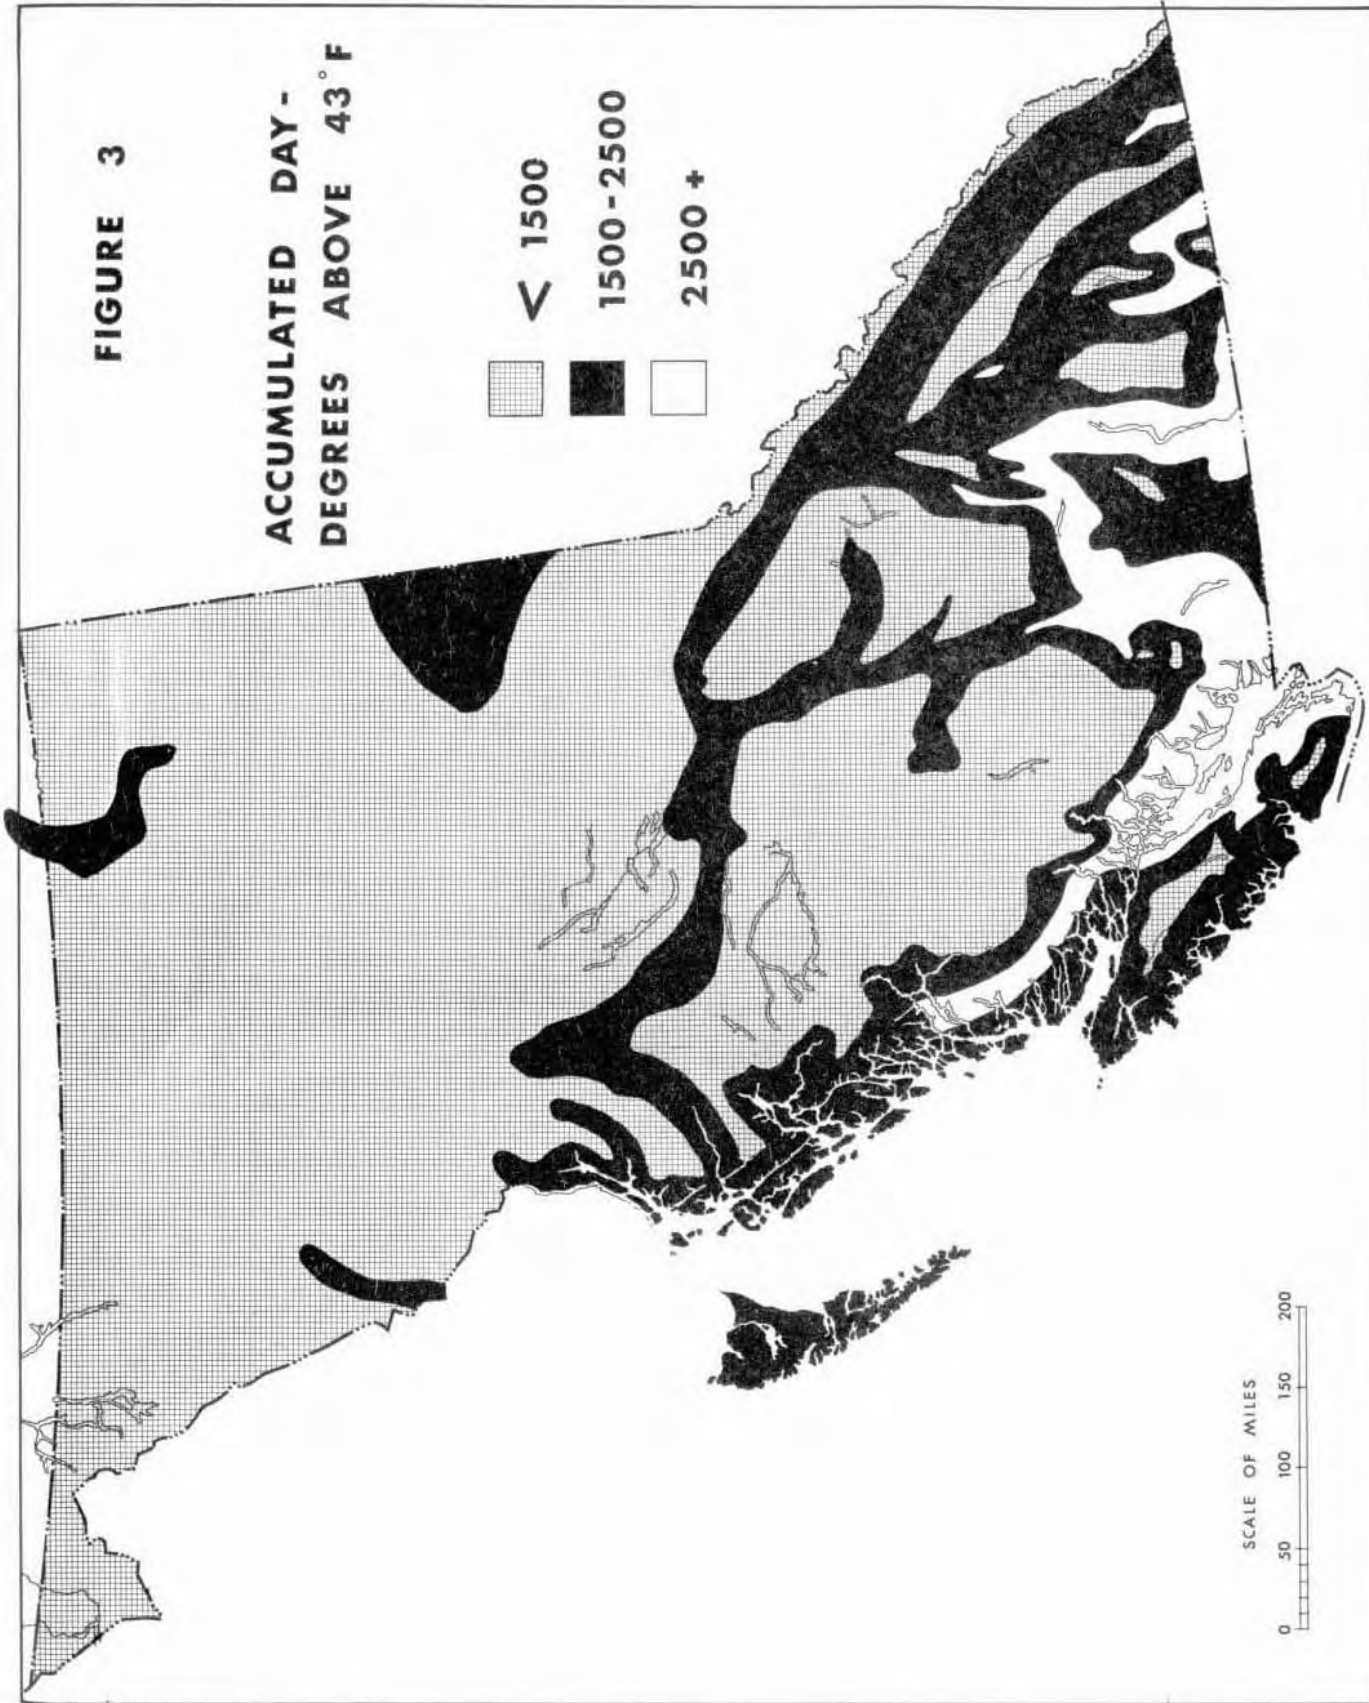 FIGURE 3
ACCUMULATED DAY -
DEGREES ABOVE 43°F
< 1500
1500-2500
2500 +
SCALE OF MILES
0 50 100 150 200